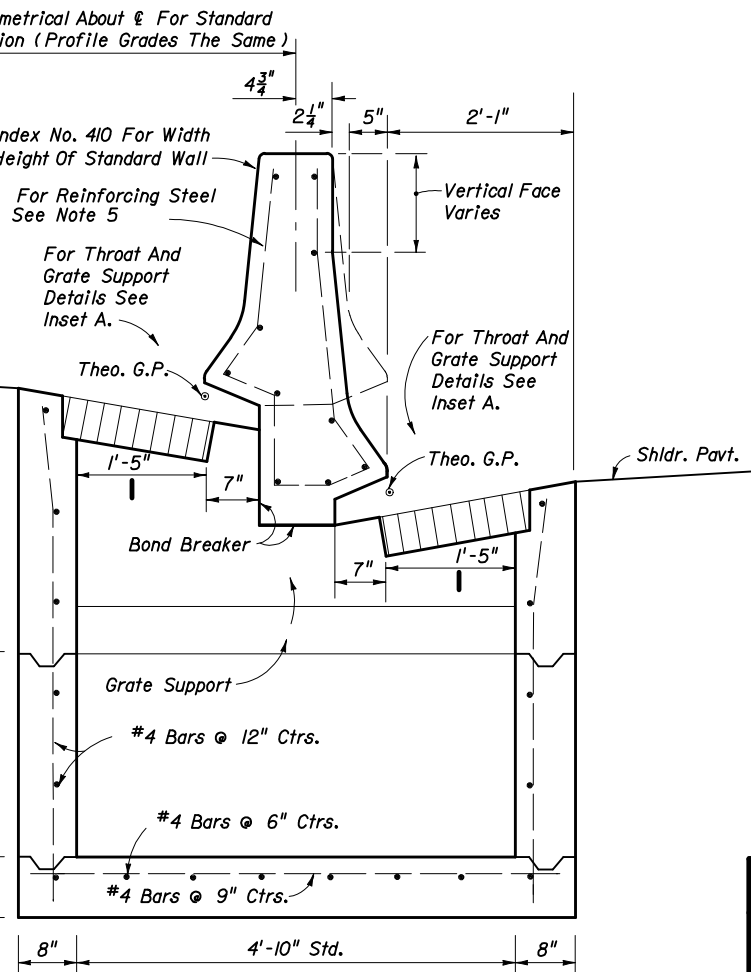 metrical About ℄ For Standard
ion (Profile Grades The Same)
4 3/4"
2 1/4"
5"
2'-1"
ndex No. 410 For Width
Height Of Standard Wall
For Reinforcing Steel
See Note 5
Vertical Face
Varies
For Throat And
Grate Support
Details See
Inset A.
For Throat And
Grate Support
Details See
Inset A.
Theo. G.P.
Theo. G.P.
Shldr. Pavt.
1'-5"
7"
Bond Breaker
7"
1'-5"
Grate Support
#4 Bars @ 12" Ctrs.
#4 Bars @ 6" Ctrs.
#4 Bars @ 9" Ctrs.
8"
4'-10" Std.
8"